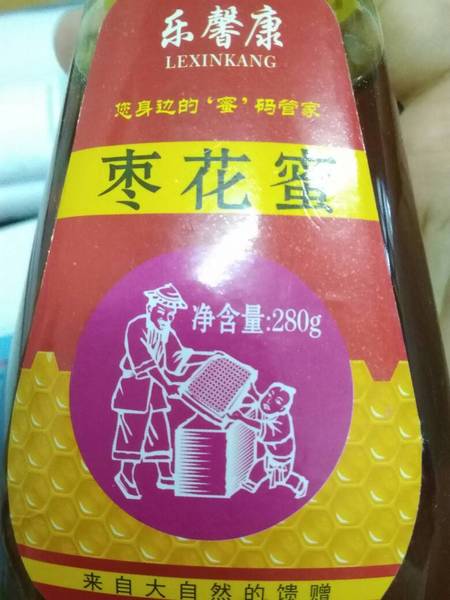 乐馨康
LEXINKANG
您身边的‘蜜’码管家
枣花蜜
净含量:280g
来自大自然的馈赠